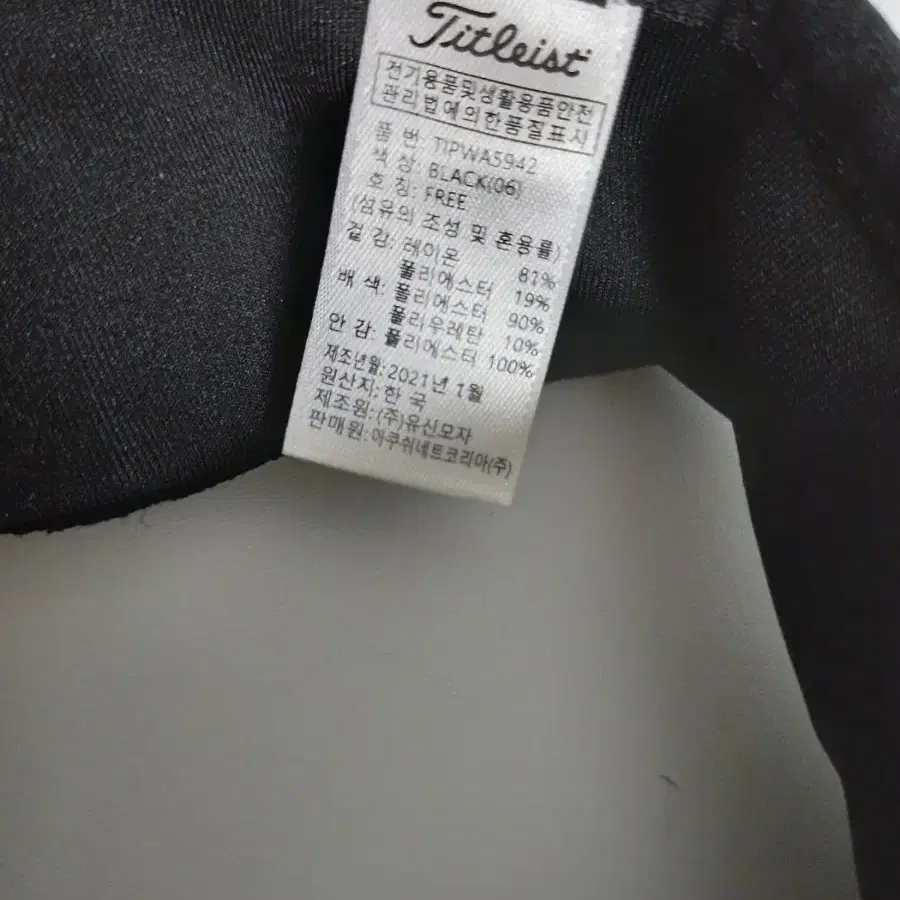 Titleist
전기용품및생활용품안전
관리법에의한품질표시
품 번: TIPWA5942
색 상: BLACK(06)
호 칭: FREE
(섬유의 조성 및 혼용률)
겉 감: 레이온 81%
폴리에스터 19%
배 색: 폴리에스터 90%
폴리우레탄 10%
안 감: 폴리에스터 100%
제조년월: 2021년 1월
원산지: 한 국
제조원: (주)유신모자
판매원: 아쿠쉬네트코리아(주)